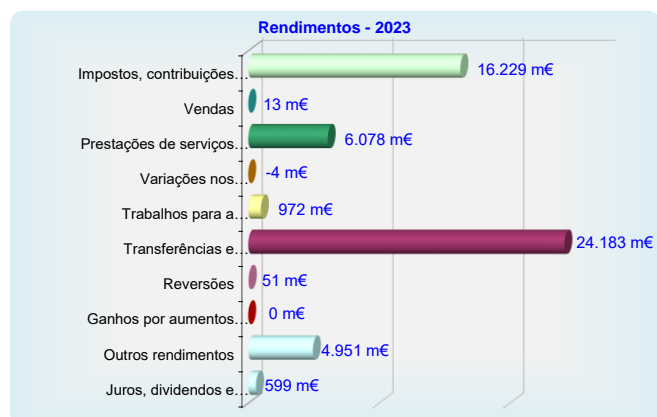 Rendimentos - 2023
Impostos, contribuições... 16.229 m€
Vendas 13 m€
Prestações de serviços... 6.078 m€
Variações nos... -4 m€
Trabalhos para a... 972 m€
Transferências e... 24.183 m€
Reversões 51 m€
Ganhos por aumentos... 0 m€
Outros rendimentos 4.951 m€
Juros, dividendos e... 599 m€